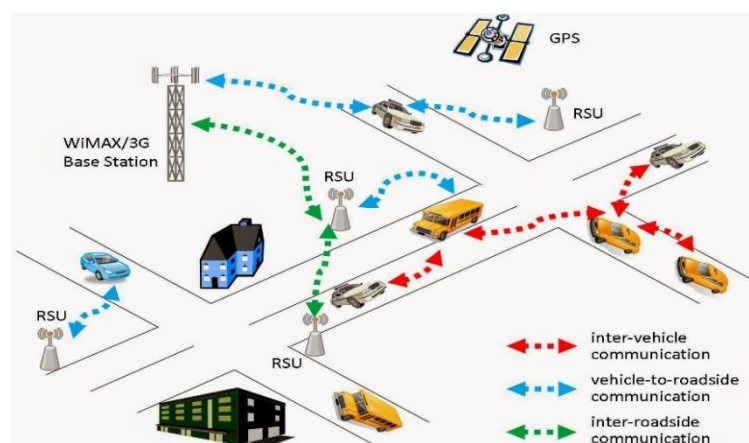 GPS
RSU
WiMAX/3G
Base Station
RSU
RSU
RSU
inter-vehicle
communication
vehicle-to-roadside
communication
inter-roadside
communication